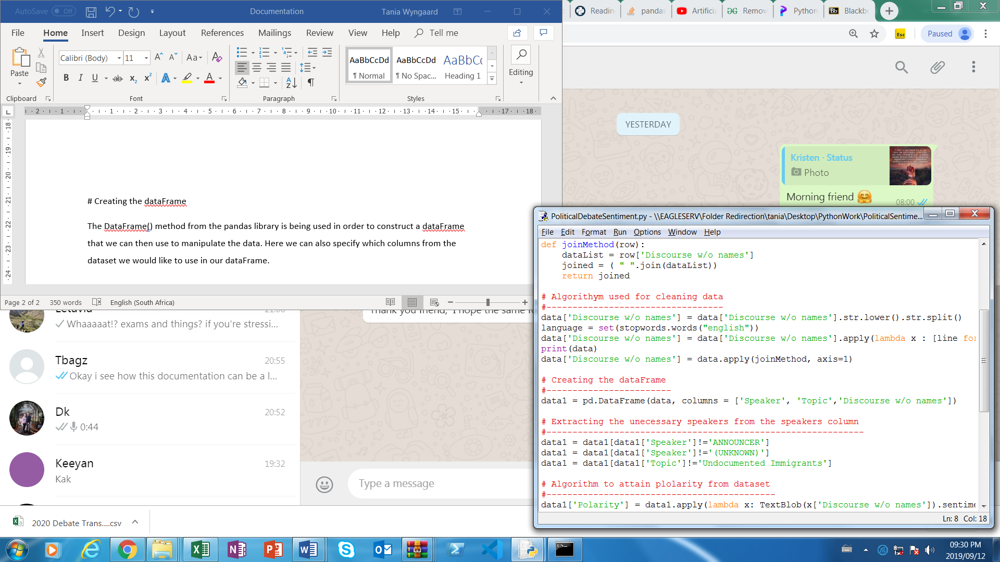 AutoSave Off
Documentation
Tania Wyngaard
File Home Insert Design Layout References Mailings Review View Help Tell me
Paste
Clipboard
Calibri (Body) 11
Font
Paragraph
AaBbCcDd AaBbCcDd AaBbCc
¶ Normal ¶ No Spac... Heading 1
Styles
Editing
# Creating the dataFrame
The DataFrame() method from the pandas library is being used in order to construct a dataFrame
that we can then use to manipulate the data. Here we can also specify which columns from the
dataset we would like to use in our dataFrame.
Page 2 of 2 350 words English (South Africa)
Readin
pandas
Artificia
Remov
Python
Blackbo
Paused
YESTERDAY
Kristen · Status
Photo
Morning friend 🤗
08:00
Thank you friend, I hope the same fo
Whaaaaat!? exams and things? if you're stressi...
Tbagz 20:55
Okay i see how this documentation can be a l...
Dk 20:52
0:44
Keeyan 19:32
Kak
Type a message
2020 Debate Trans....csv
PoliticalDebateSentiment.py - \\EAGLESERV\Folder Redirection\tania\Desktop\PythonWork\PoliticalSentime...
File Edit Format Run Options Window Help
def joinMethod(row):
    dataList = row['Discourse w/o names']
    joined = ( " ".join(dataList))
    return joined
# Algorithym used for cleaning data
#----------------------------------
data['Discourse w/o names'] = data['Discourse w/o names'].str.lower().str.split()
language = set(stopwords.words("english"))
data['Discourse w/o names'] = data['Discourse w/o names'].apply(lambda x : [line for
print(data)
data['Discourse w/o names'] = data.apply(joinMethod, axis=1)
# Creating the dataFrame
#------------------------
data1 = pd.DataFrame(data, columns = ['Speaker', 'Topic','Discourse w/o names'])
# Extracting the unecessary speakers from the speakers column
#-------------------------------------------------------------
data1 = data1[data1['Speaker']!='ANNOUNCER']
data1 = data1[data1['Speaker']!='(UNKNOWN)']
data1 = data1[data1['Topic']!='Undocumented Immigrants']
# Algorithm to attain plolarity from dataset
#--------------------------------------------
data1['Polarity'] = data1.apply(lambda x: TextBlob(x['Discourse w/o names']).sentime
Ln: 8 Col: 18
09:30 PM
2019/09/12